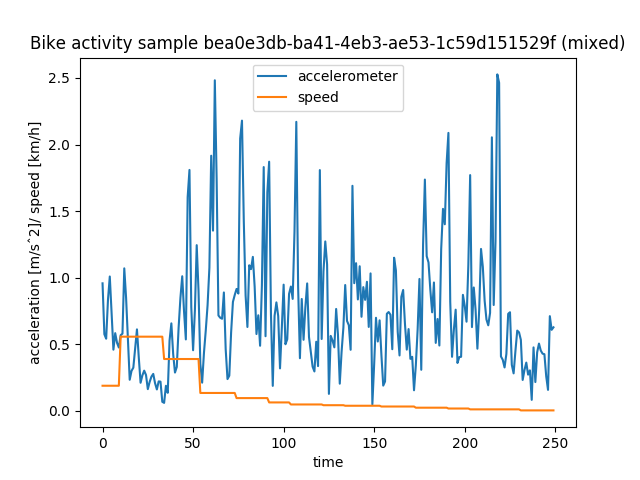 Bike activity sample bea0e3db-ba41-4eb3-ae53-1c59d151529f (mixed)
accelerometer
speed
acceleration [m/s^2]/ speed [km/h]
2.5
2.0
1.5
1.0
0.5
0.0
0 50 100 150 200 250
time